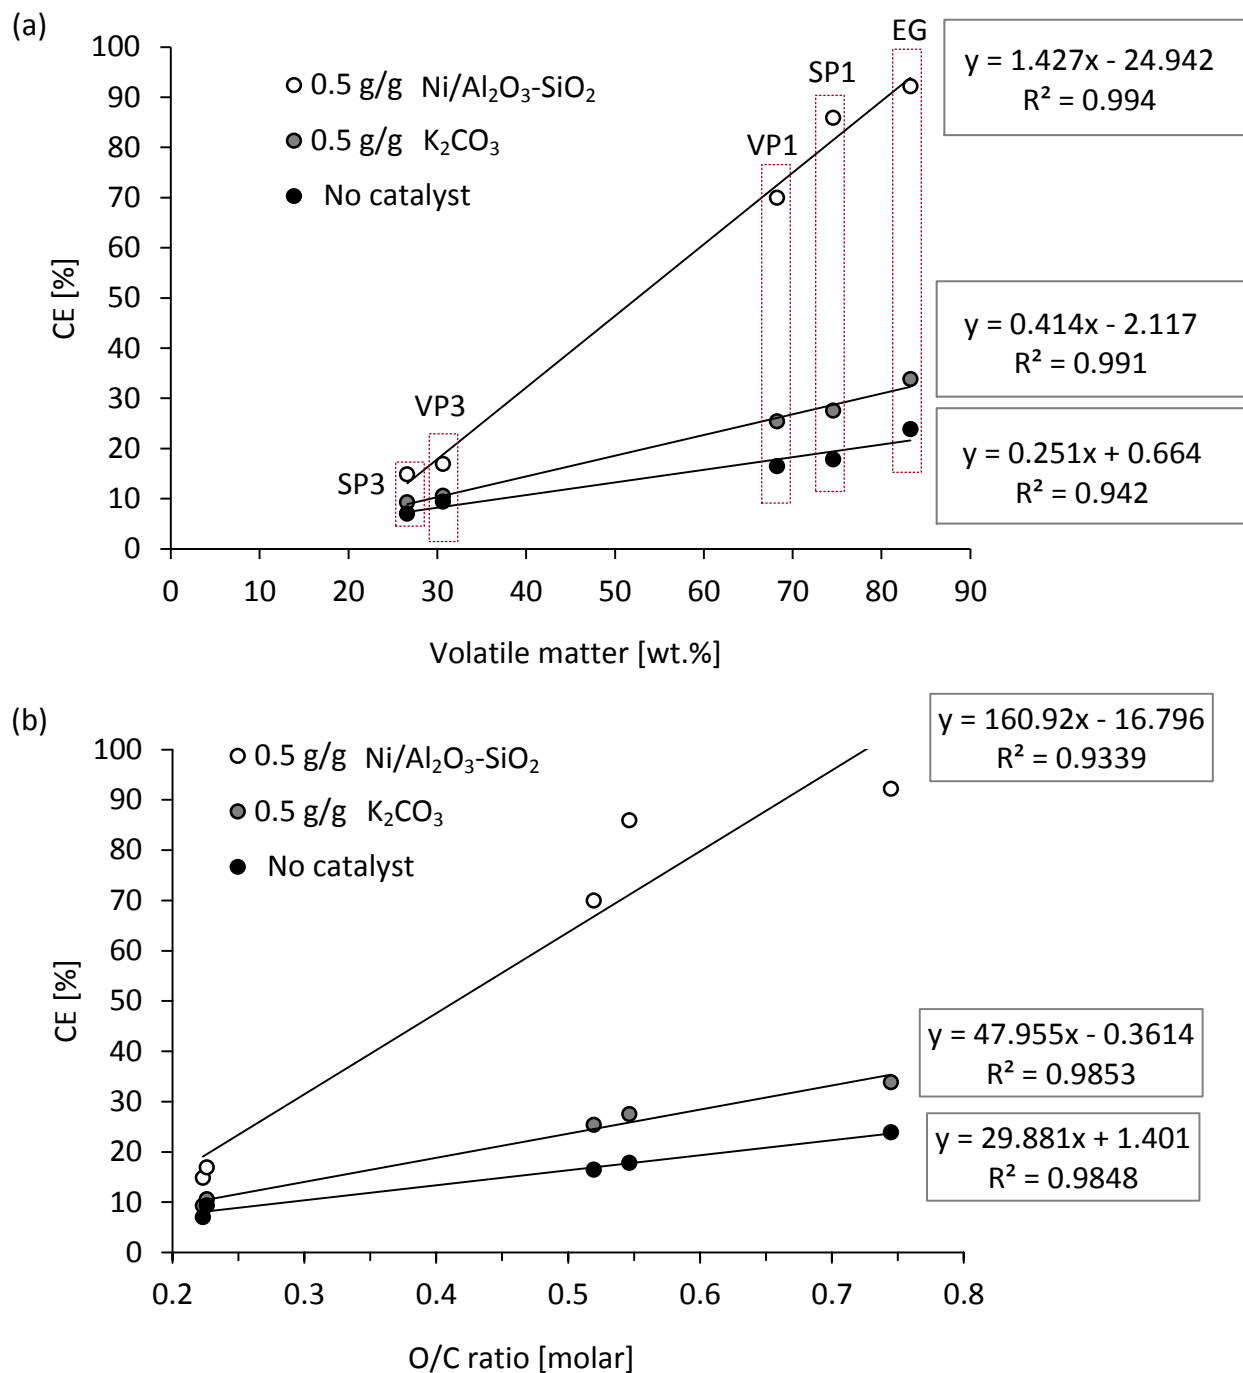 (a)
EG
SP1
VP1
VP3
SP3
100
90
80
70
60
50
40
30
20
10
0
CE [%]
0.5 g/g Ni/Al₂O₃-SiO₂
0.5 g/g K₂CO₃
No catalyst
y = 1.427x - 24.942
R² = 0.994
y = 0.414x - 2.117
R² = 0.991
y = 0.251x + 0.664
R² = 0.942
0 10 20 30 40 50 60 70 80 90
Volatile matter [wt.%]
(b)
100
90
80
70
60
50
40
30
20
10
0
CE [%]
0.5 g/g Ni/Al₂O₃-SiO₂
0.5 g/g K₂CO₃
No catalyst
y = 160.92x - 16.796
R² = 0.9339
y = 47.955x - 0.3614
R² = 0.9853
y = 29.881x + 1.401
R² = 0.9848
0.2 0.3 0.4 0.5 0.6 0.7 0.8
O/C ratio [molar]